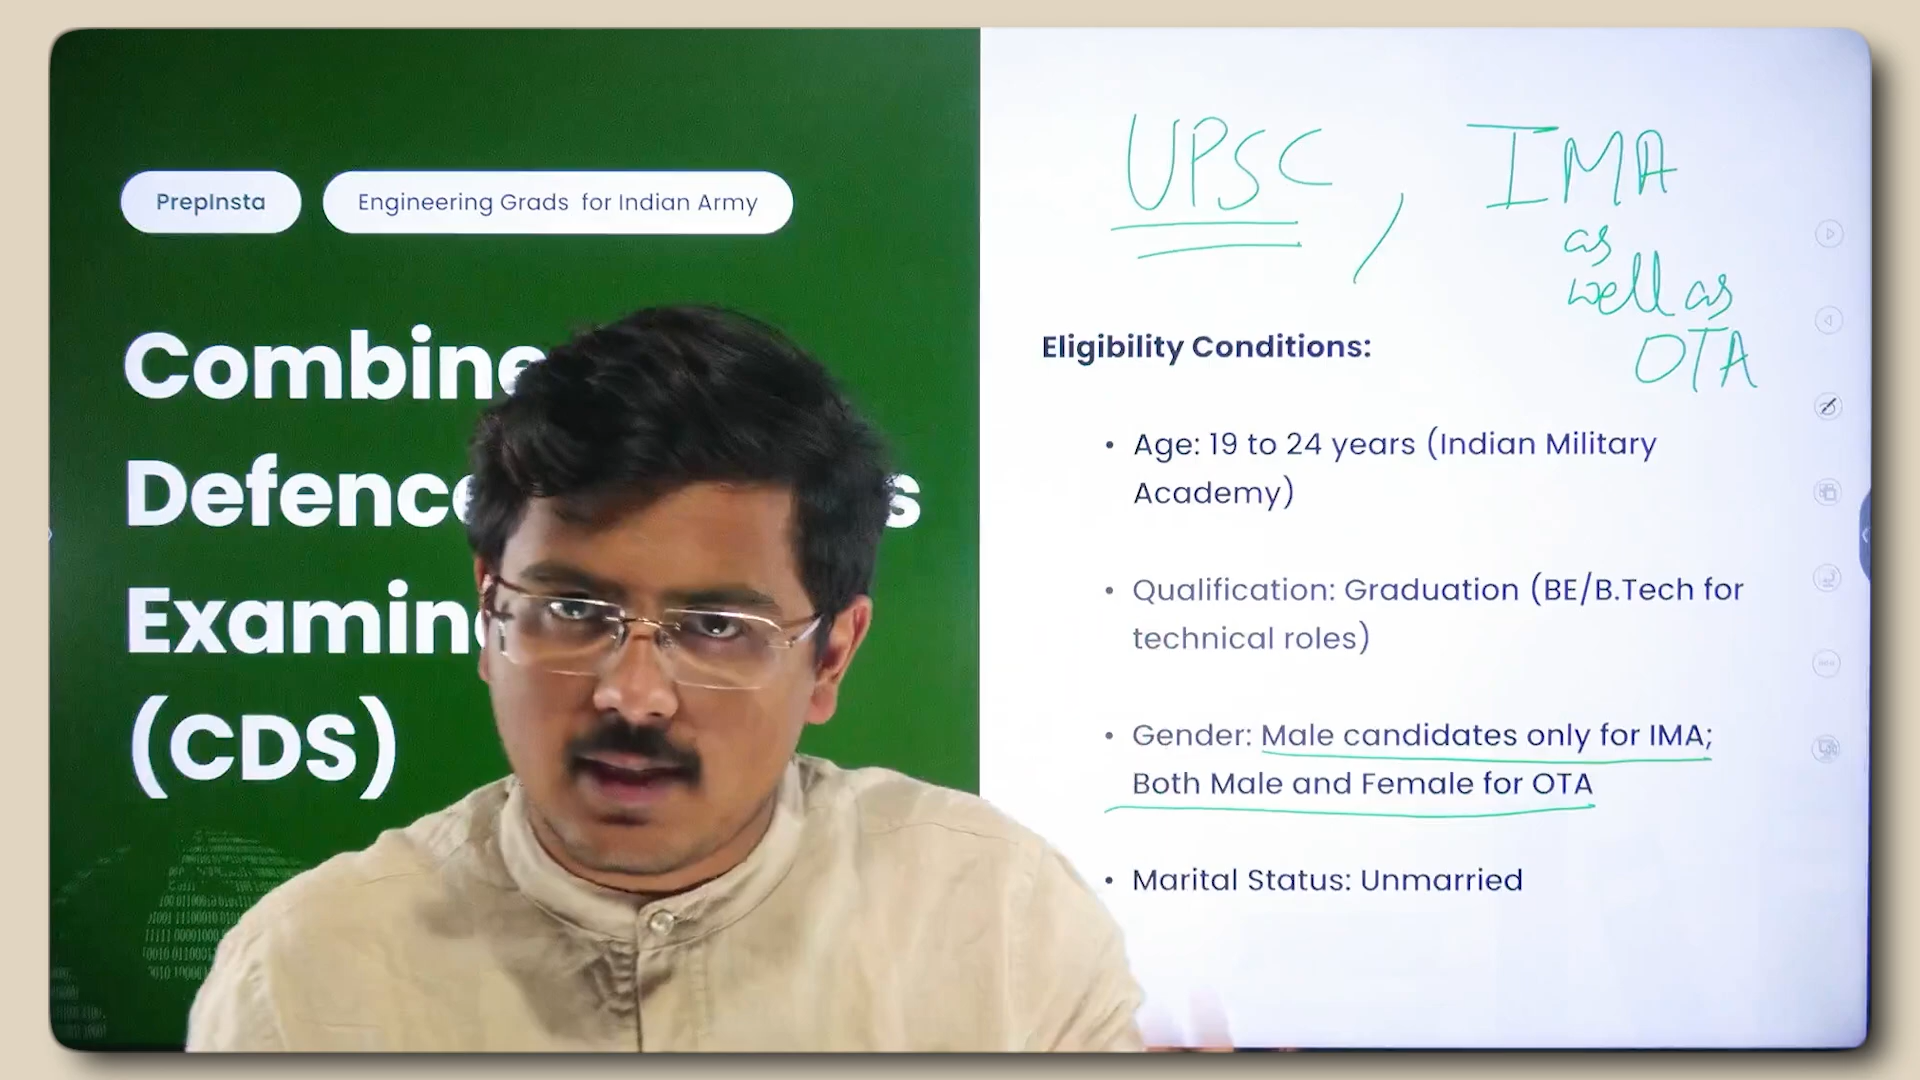 PrepInsta
Engineering Grads for Indian Army
Combine
Defence s
Examin
(CDS)
UPSC , IMA
as
well as
OTA
Eligibility Conditions:
• Age: 19 to 24 years (Indian Military
Academy)
• Qualification: Graduation (BE/B.Tech for
technical roles)
• Gender: Male candidates only for IMA;
Both Male and Female for OTA
• Marital Status: Unmarried